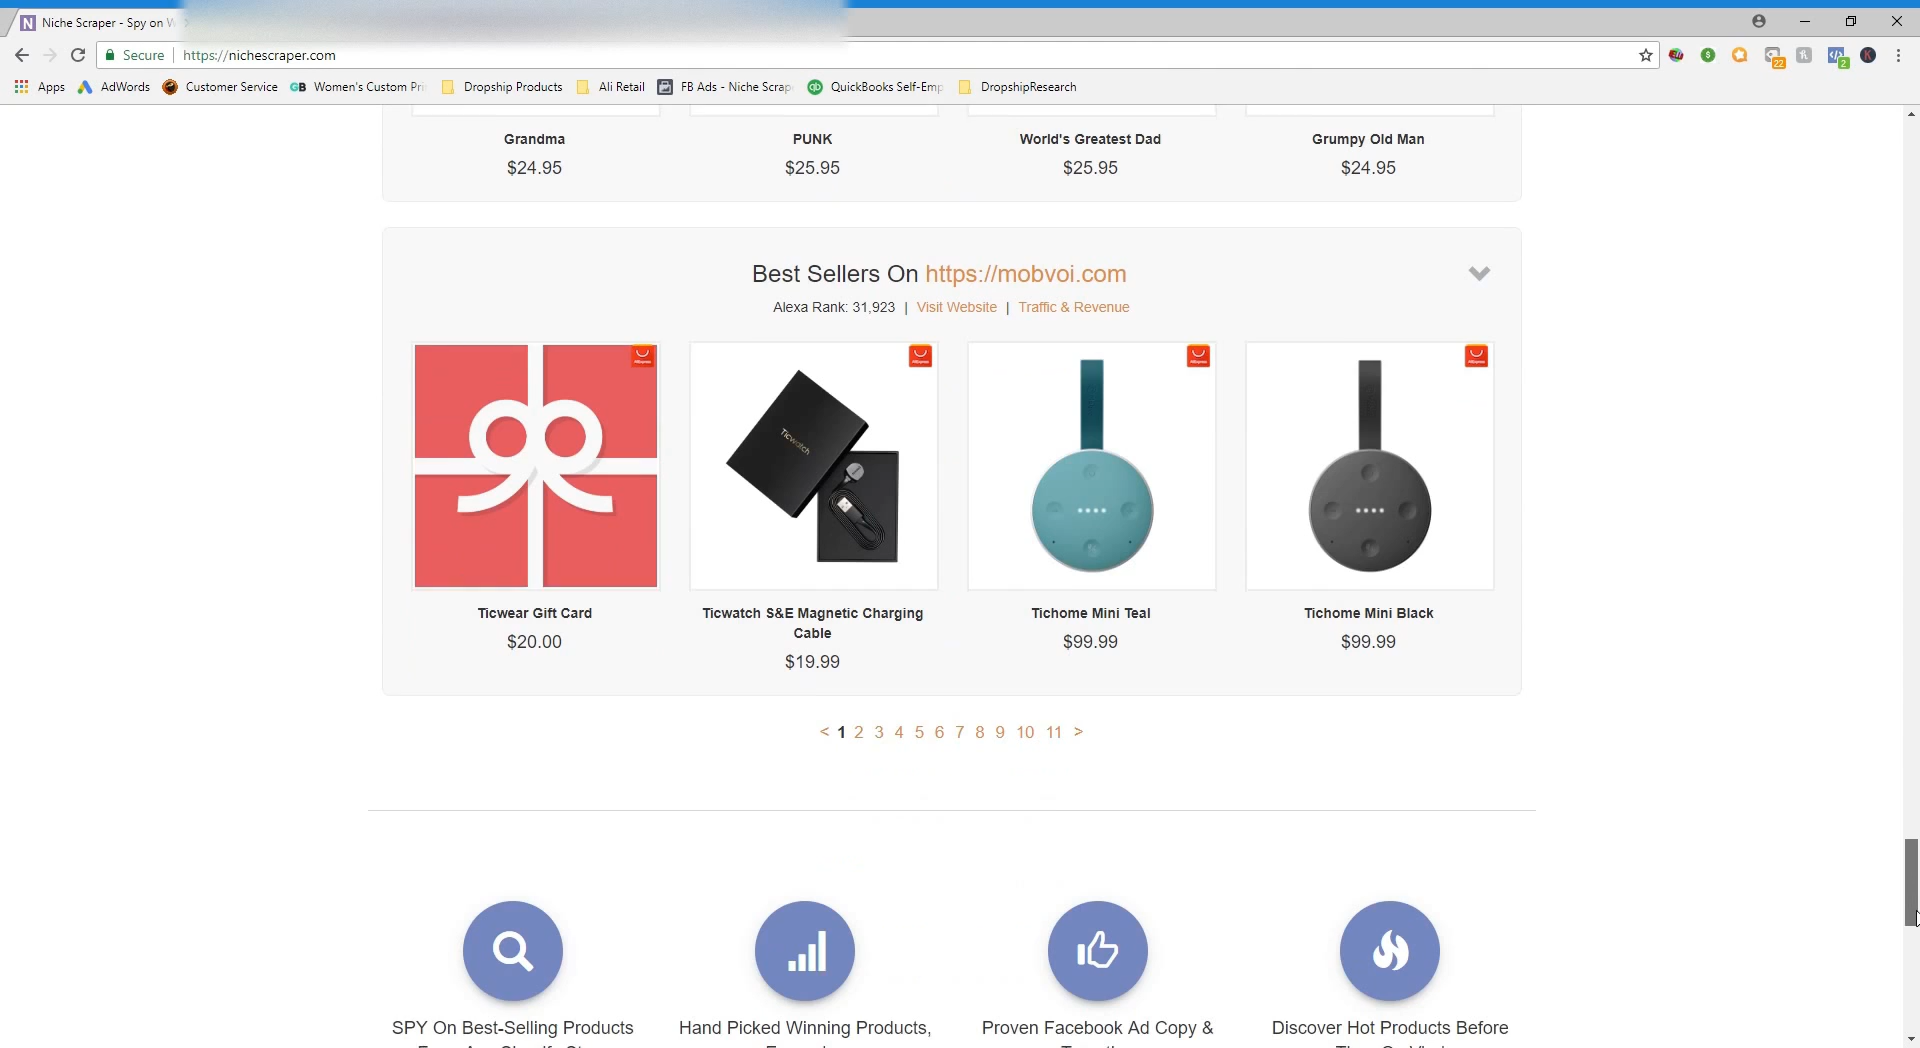 Niche Scraper - Spy on
Secure
https://nichescraper.com
22
2
K
Apps
AdWords
Customer Service
GB Women's Custom Pri
Dropship Products
Ali Retail
FB Ads - Niche Scrap
QuickBooks Self-Emp
DropshipResearch
Grandma
PUNK
World's Greatest Dad
Grumpy Old Man
$24.95
$25.95
$25.95
$24.95
Best Sellers On https://mobvoi.com
Alexa Rank: 31,923 | Visit Website | Traffic & Revenue
Ticwatch
Ticwear Gift Card
$20.00
Ticwatch S&E Magnetic Charging
Cable
$19.99
Tichome Mini Teal
$99.99
Tichome Mini Black
$99.99
< 1 2 3 4 5 6 7 8 9 10 11 >
SPY On Best-Selling Products
Hand Picked Winning Products,
Proven Facebook Ad Copy &
Discover Hot Products Before